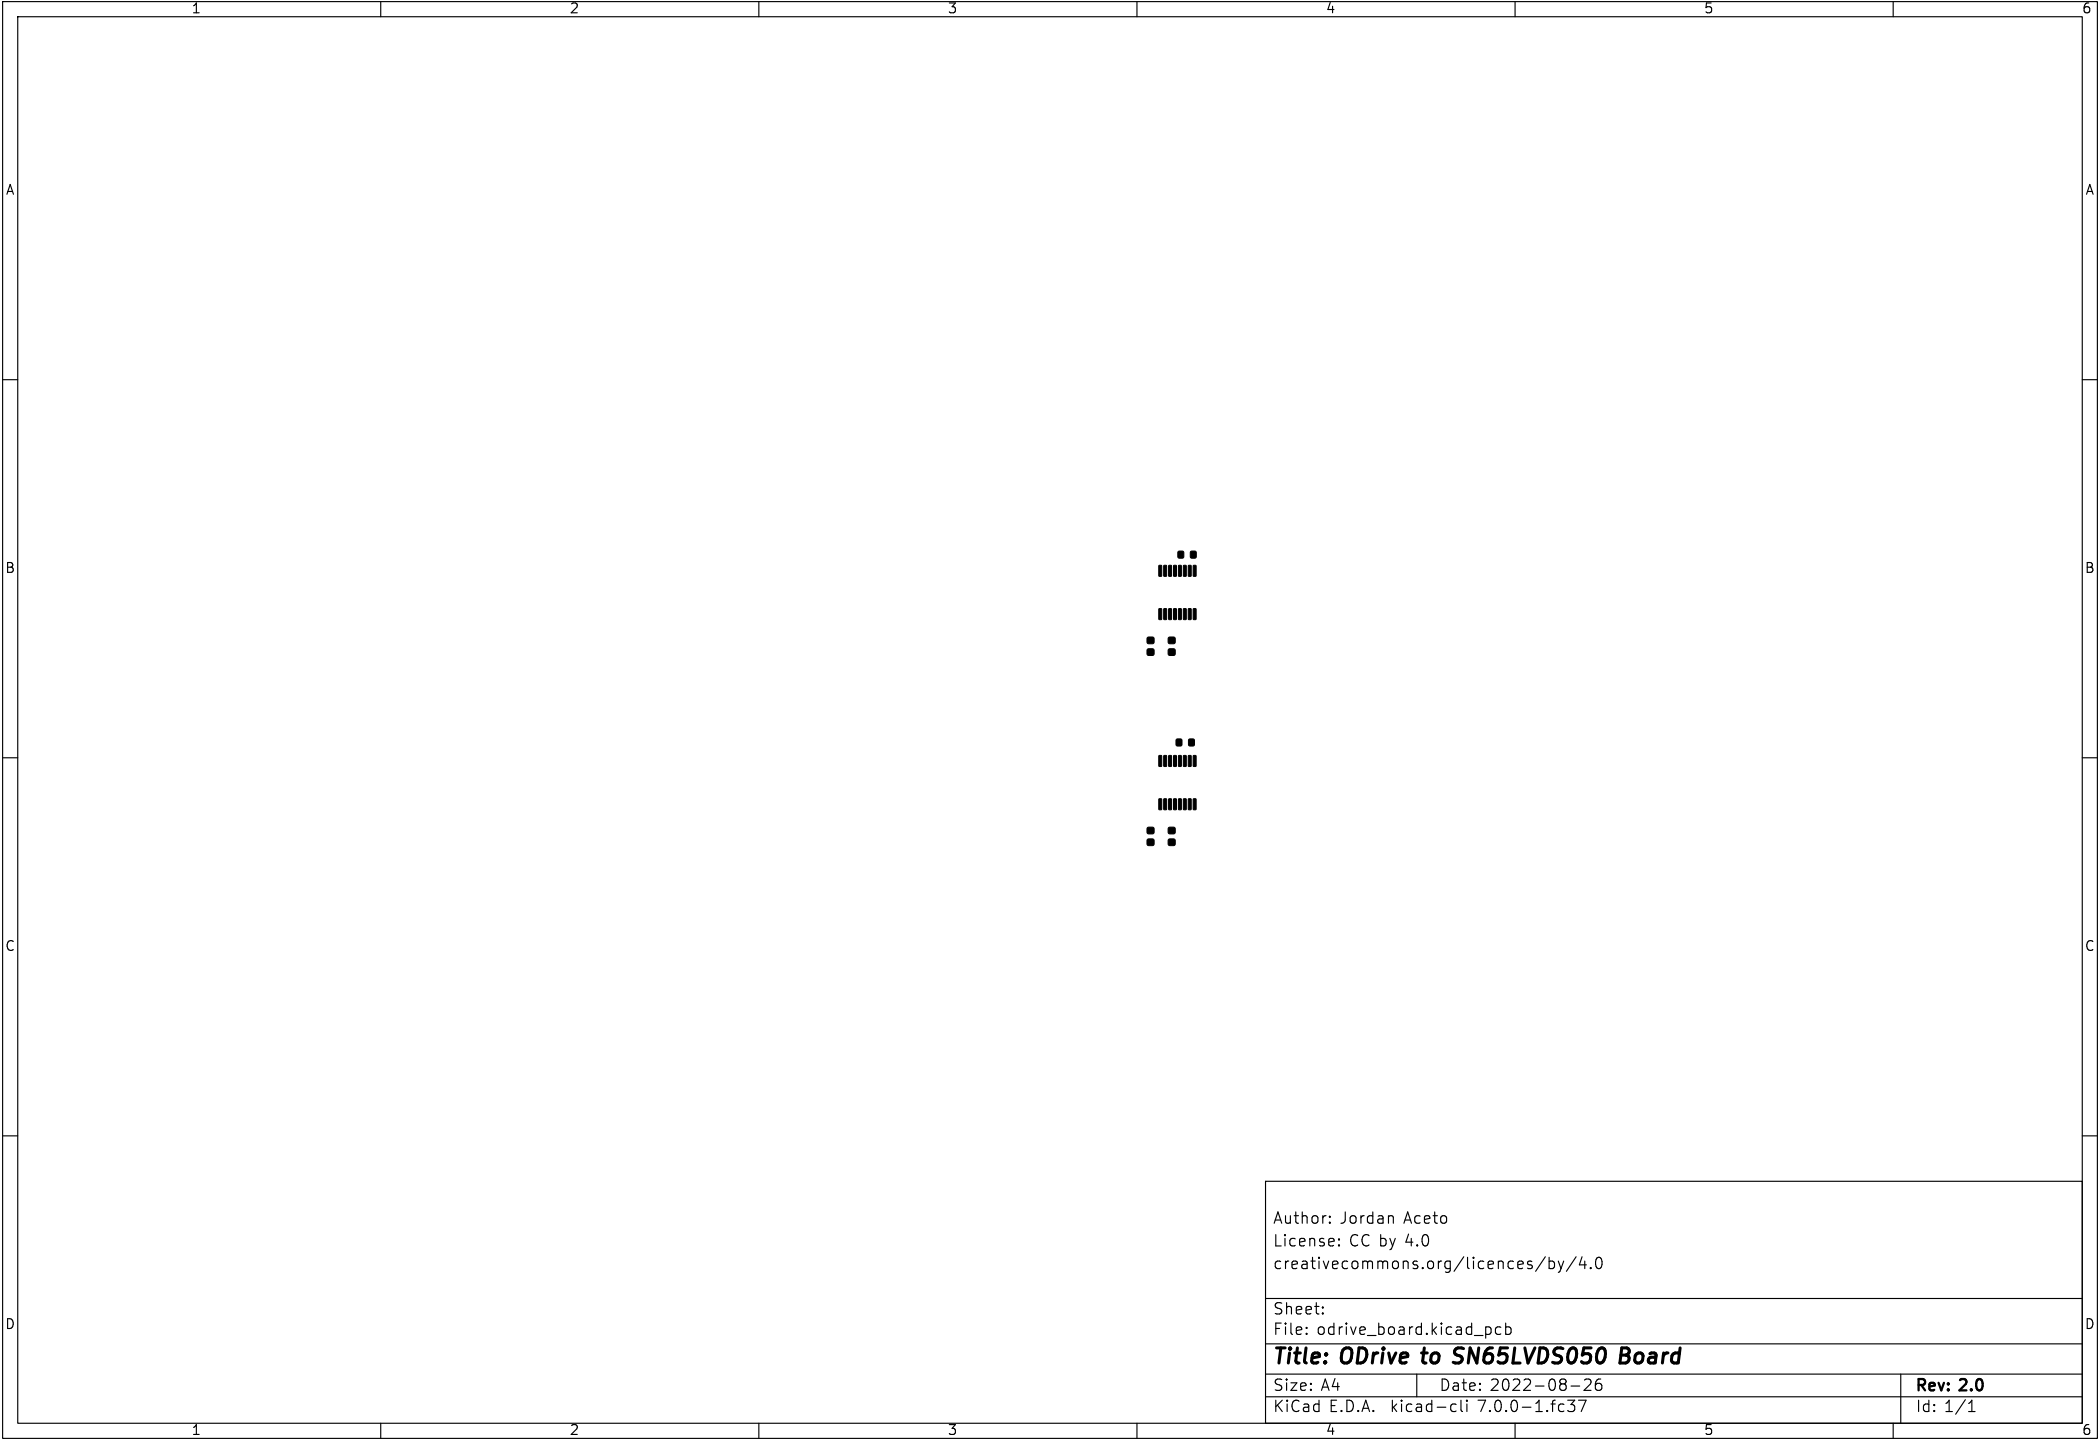 1 2 3 4 5 6
A A
B B
C C
Author: Jordan Aceto
License: CC by 4.0
creativecommons.org/licences/by/4.0
Sheet:
D D
File: odrive_board.kicad_pcb
Title: ODrive to SN65LVDS050 Board
Size: A4 Date: 2022-08-26 Rev: 2.0
KiCad E.D.A. kicad-cli 7.0.0-1.fc37 Id: 1/1
1 2 3 4 5 6